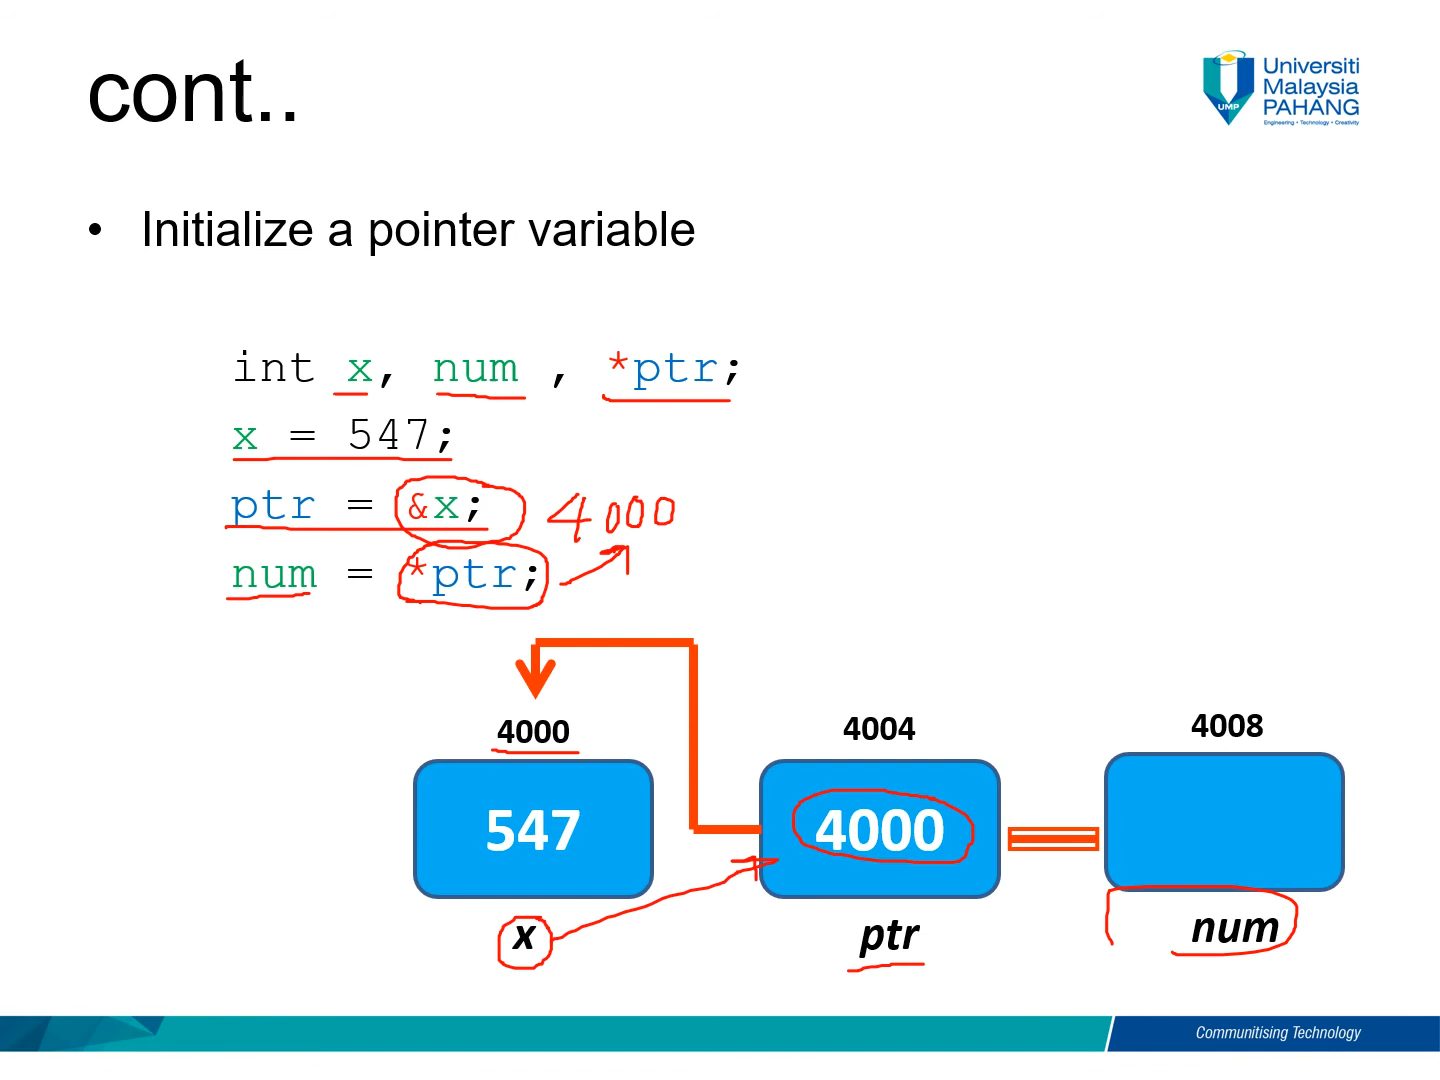 cont..
Universiti
Malaysia
PAHANG
UMP
Engineering • Technology • Creativity
• Initialize a pointer variable
int x, num , *ptr;
x = 547;
ptr = &x; 4000
num = *ptr;
4000 4004 4008
547 4000
x ptr num
Communitising Technology